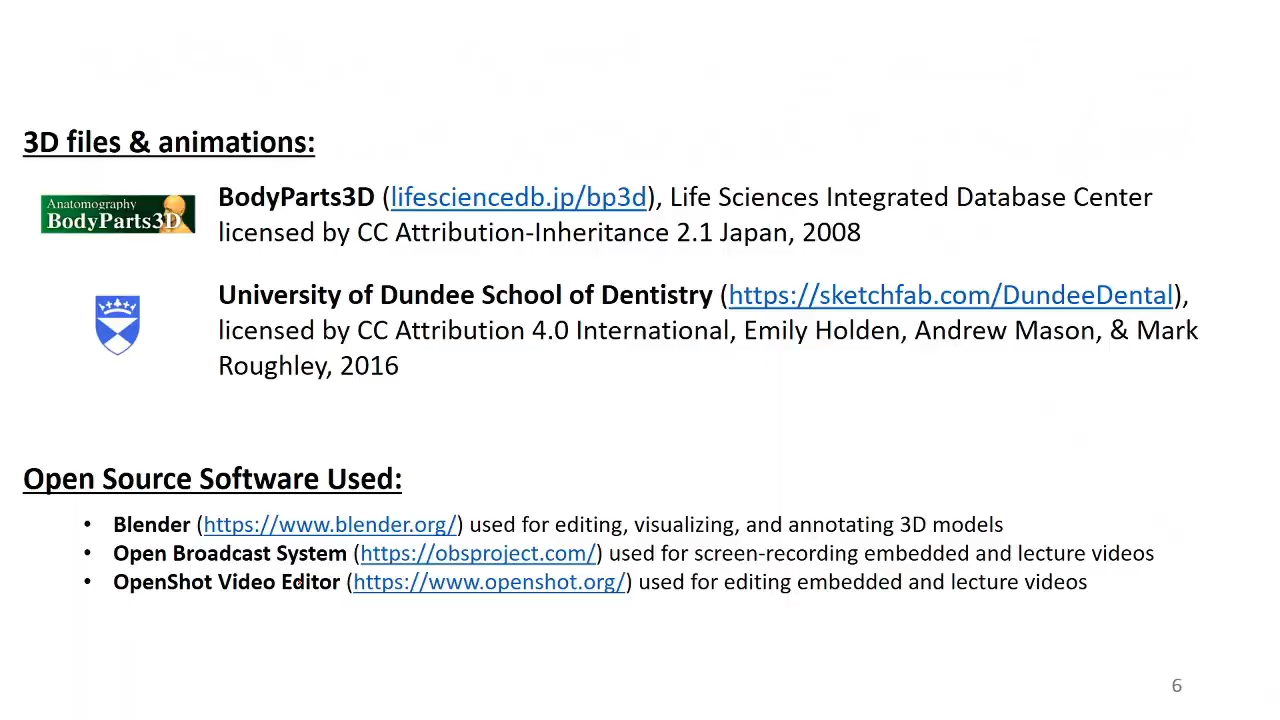 3D files & animations:
Anatomography
BodyParts3D
BodyParts3D (lifesciencedb.jp/bp3d), Life Sciences Integrated Database Center
licensed by CC Attribution-Inheritance 2.1 Japan, 2008
University of Dundee School of Dentistry (https://sketchfab.com/DundeeDental),
licensed by CC Attribution 4.0 International, Emily Holden, Andrew Mason, & Mark
Roughley, 2016
Open Source Software Used:
• Blender (https://www.blender.org/) used for editing, visualizing, and annotating 3D models
• Open Broadcast System (https://obsproject.com/) used for screen-recording embedded and lecture videos
• OpenShot Video Editor (https://www.openshot.org/) used for editing embedded and lecture videos
6